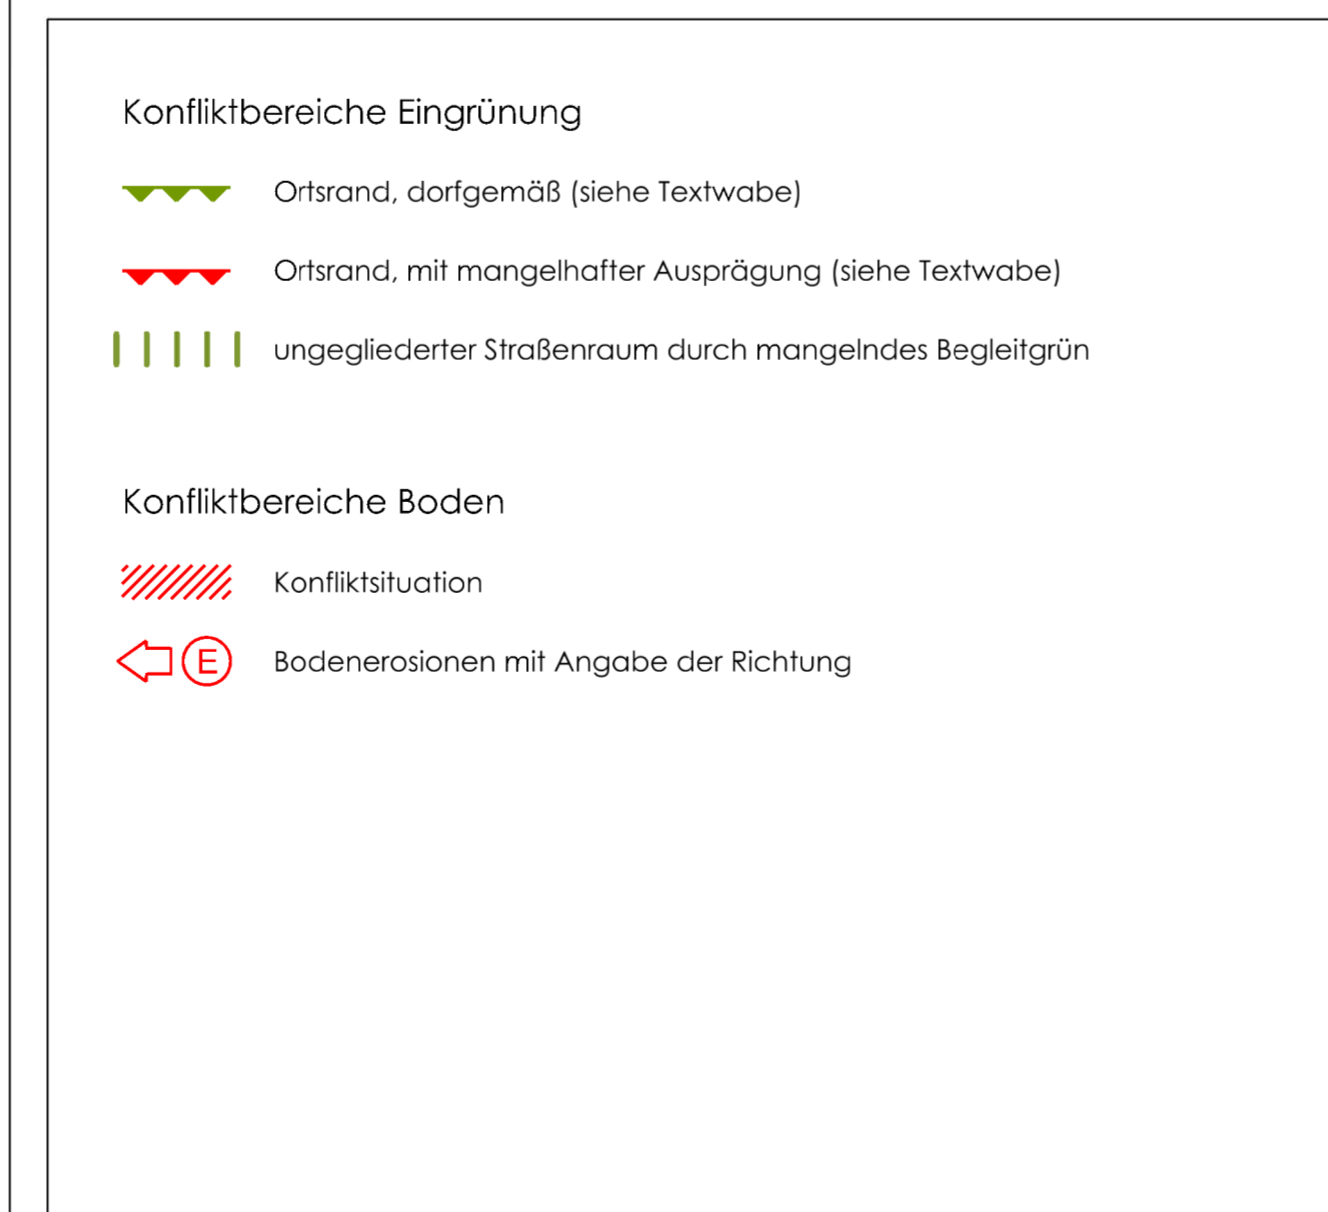 Konfliktbereiche Eingrünung
Ortsrand, dorfgemäß (siehe Textwabe)
Ortsrand, mit mangelhafter Ausprägung (siehe Textwabe)
ungegliederter Straßenraum durch mangelndes Begleitgrün
Konfliktbereiche Boden
Konfliktsituation
E Bodenerosionen mit Angabe der Richtung